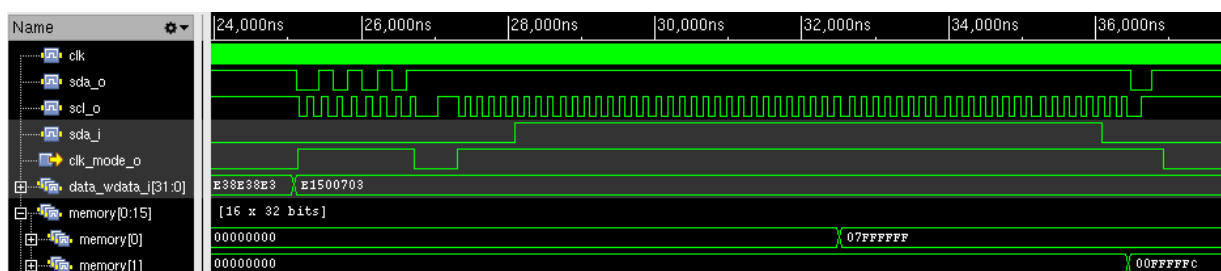 Name 24,000ns 26,000ns 28,000ns 30,000ns 32,000ns 34,000ns 36,000ns
clk
sda_o
scl_o
sda_i
clk_mode_o
data_wdata_i[31:0] E38E38E3 E1500703
memory[0:15] [16 x 32 bits]
memory[0] 00000000 07FFFFFF
memory[1] 00000000 00FFFFFC